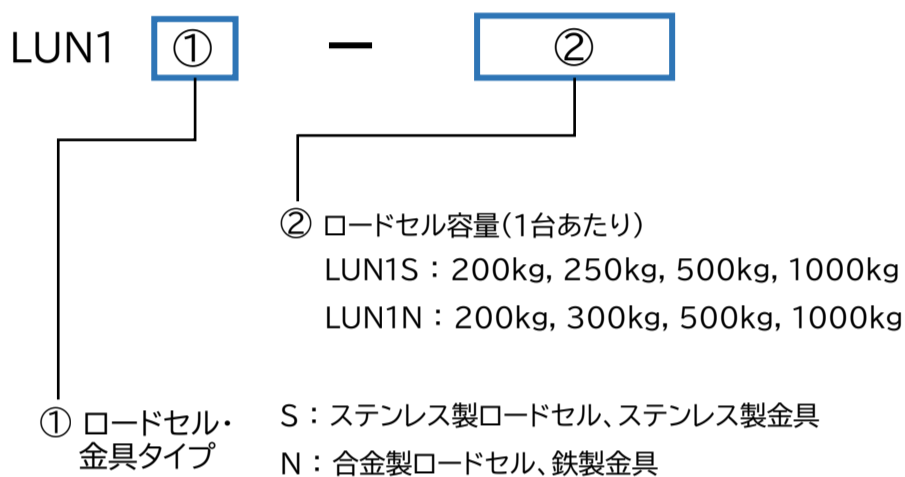 LUN1 ① ー ②
② ロードセル容量(1台あたり)
LUN1S：200kg, 250kg, 500kg, 1000kg
LUN1N：200kg, 300kg, 500kg, 1000kg
① ロードセル・
金具タイプ
S：ステンレス製ロードセル、ステンレス製金具
N：合金製ロードセル、鉄製金具